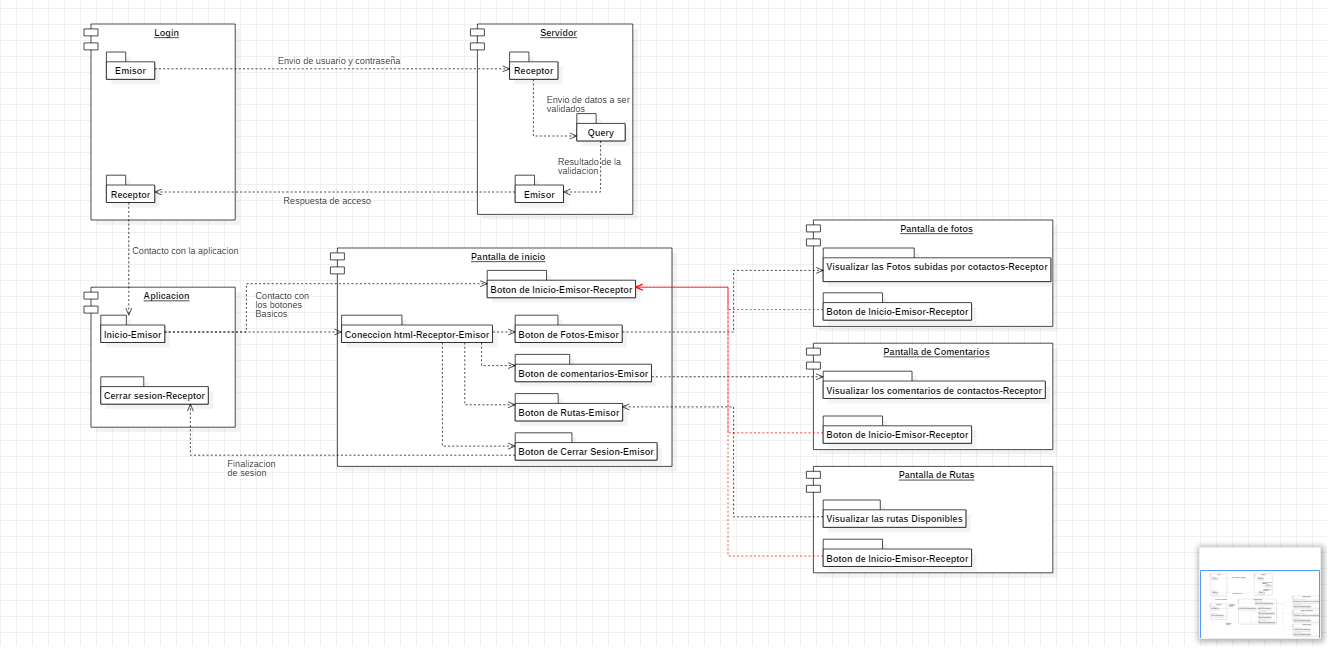 Login
Emisor
Envio de usuario y contraseña
Servidor
Receptor
Envio de datos a ser
validados
Query
Resultado de la
validacion
Emisor
Receptor
Respuesta de acceso
Contacto con la aplicacion
Aplicacion
Inicio-Emisor
Cerrar sesion-Receptor
Contacto con
los botones
Basicos
Finalizacion
de sesion
Pantalla de inicio
Boton de Inicio-Emisor-Receptor
Coneccion html-Receptor-Emisor
Boton de Fotos-Emisor
Boton de comentarios-Emisor
Boton de Rutas-Emisor
Boton de Cerrar Sesion-Emisor
Pantalla de fotos
Visualizar las Fotos subidas por cotactos-Receptor
Boton de Inicio-Emisor-Receptor
Pantalla de Comentarios
Visualizar los comentarios de contactos-Receptor
Boton de Inicio-Emisor-Receptor
Pantalla de Rutas
Visualizar las rutas Disponibles
Boton de Inicio-Emisor-Receptor